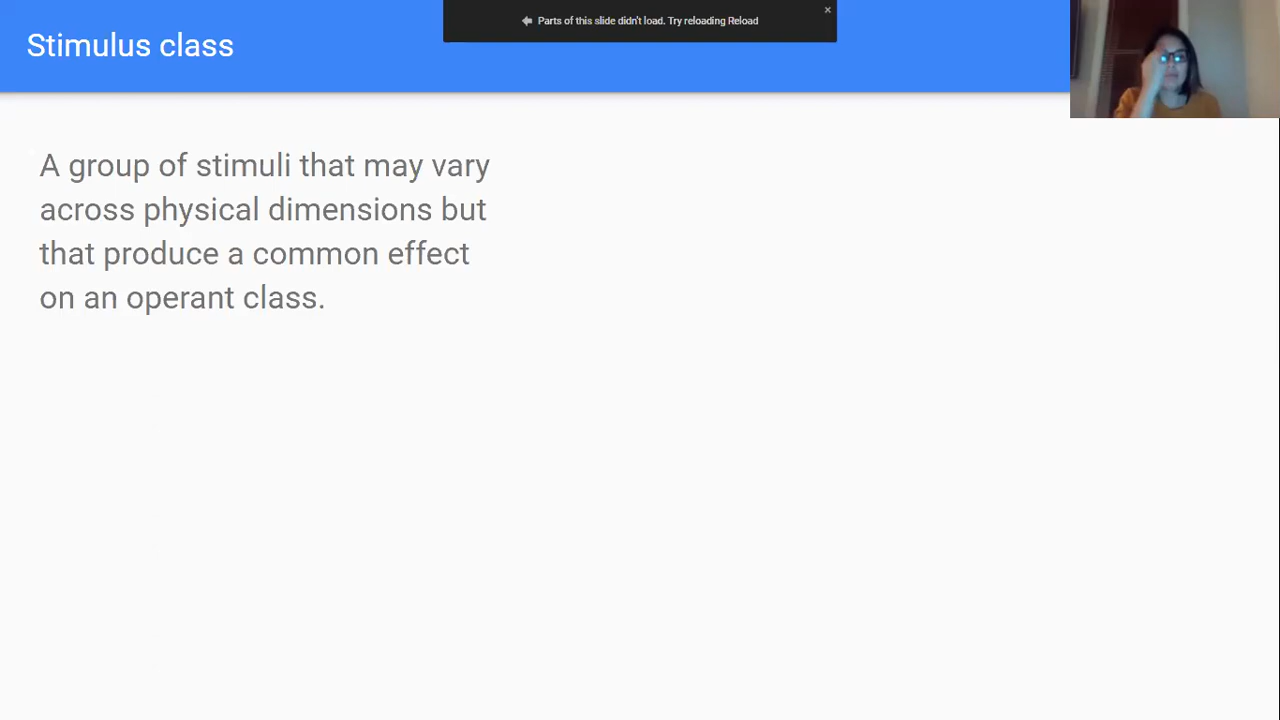 Stimulus class
Parts of this slide didn't load. Try reloading Reload
A group of stimuli that may vary
across physical dimensions but
that produce a common effect
on an operant class.